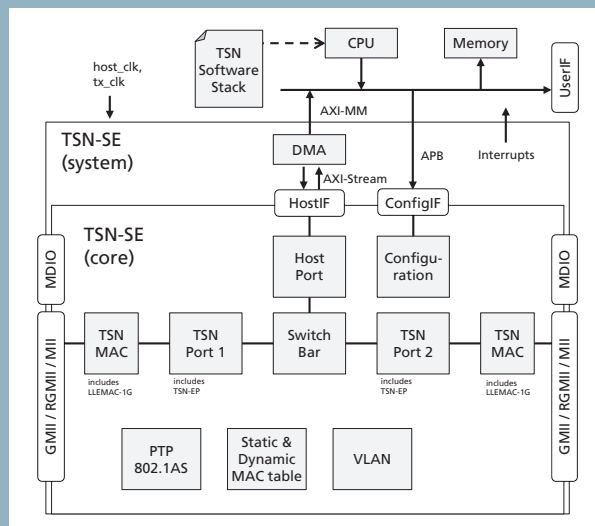 TSN
Software
Stack
CPU
Memory
UserIF
host_clk,
tx_clk
AXI-MM
TSN-SE
(system)
DMA
APB
Interrupts
AXI-Stream
HostIF
ConfigIF
TSN-SE
(core)
MDIO
Host
Port
Configu-
ration
MDIO
GMII / RGMII / MII
TSN
MAC
includes
LLEMAC-1G
TSN
Port 1
includes
TSN-EP
Switch
Bar
TSN
Port 2
includes
TSN-EP
TSN
MAC
includes
LLEMAC-1G
GMII / RGMII / MII
PTP
802.1AS
Static &
Dynamic
MAC table
VLAN